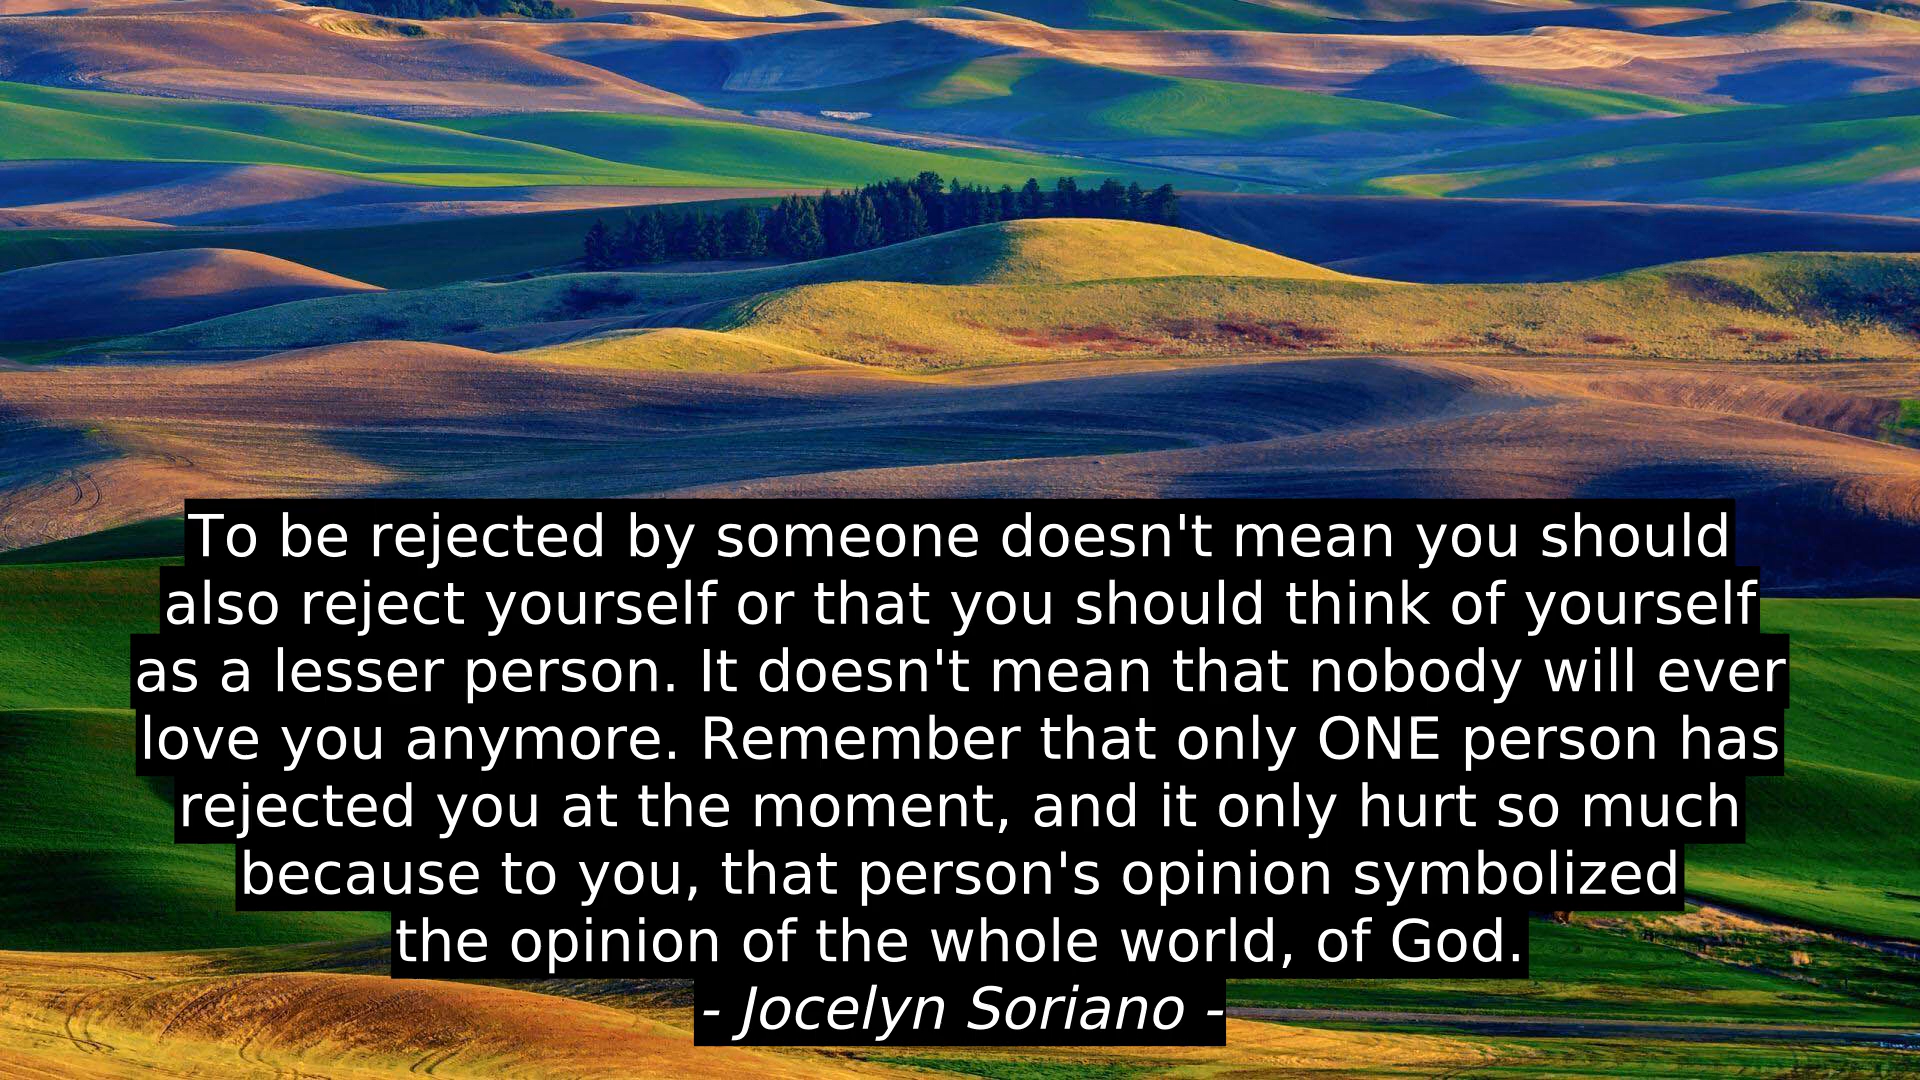 To be rejected by someone doesn't mean you should
also reject yourself or that you should think of yourself
as a lesser person. It doesn't mean that nobody will ever
love you anymore. Remember that only ONE person has
rejected you at the moment, and it only hurt so much
because to you, that person's opinion symbolized
the opinion of the whole world, of God.
- Jocelyn Soriano -